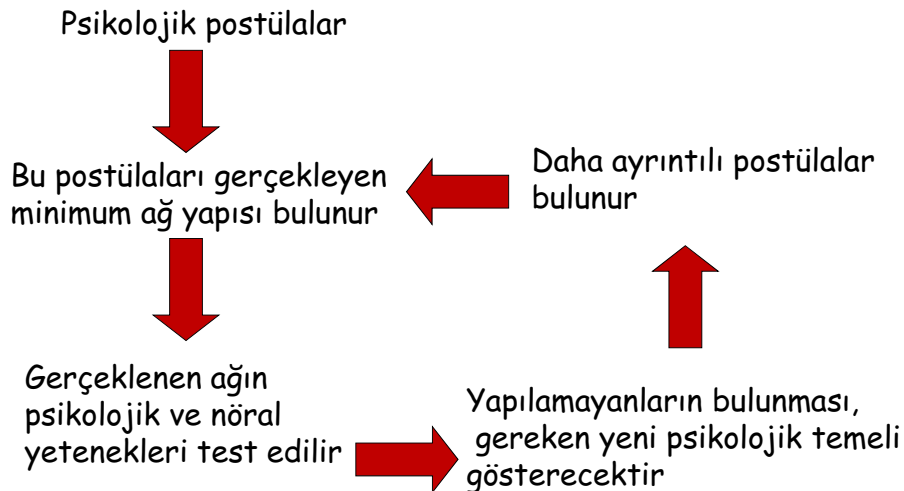 Psikolojik postülalar
Bu postülaları gerçekleyen
minimum ağ yapısı bulunur
Daha ayrıntılı postülalar
bulunur
Gerçeklenen ağın
psikolojik ve nöral
yetenekleri test edilir
Yapılamayanların bulunması,
gereken yeni psikolojik temeli
gösterecektir